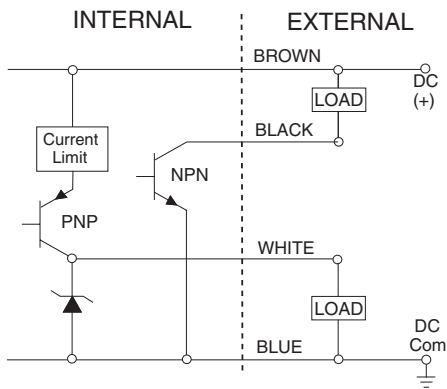 INTERNAL
EXTERNAL
BROWN
DC
(+)
LOAD
BLACK
Current
Limit
NPN
PNP
WHITE
LOAD
DC
Com
BLUE